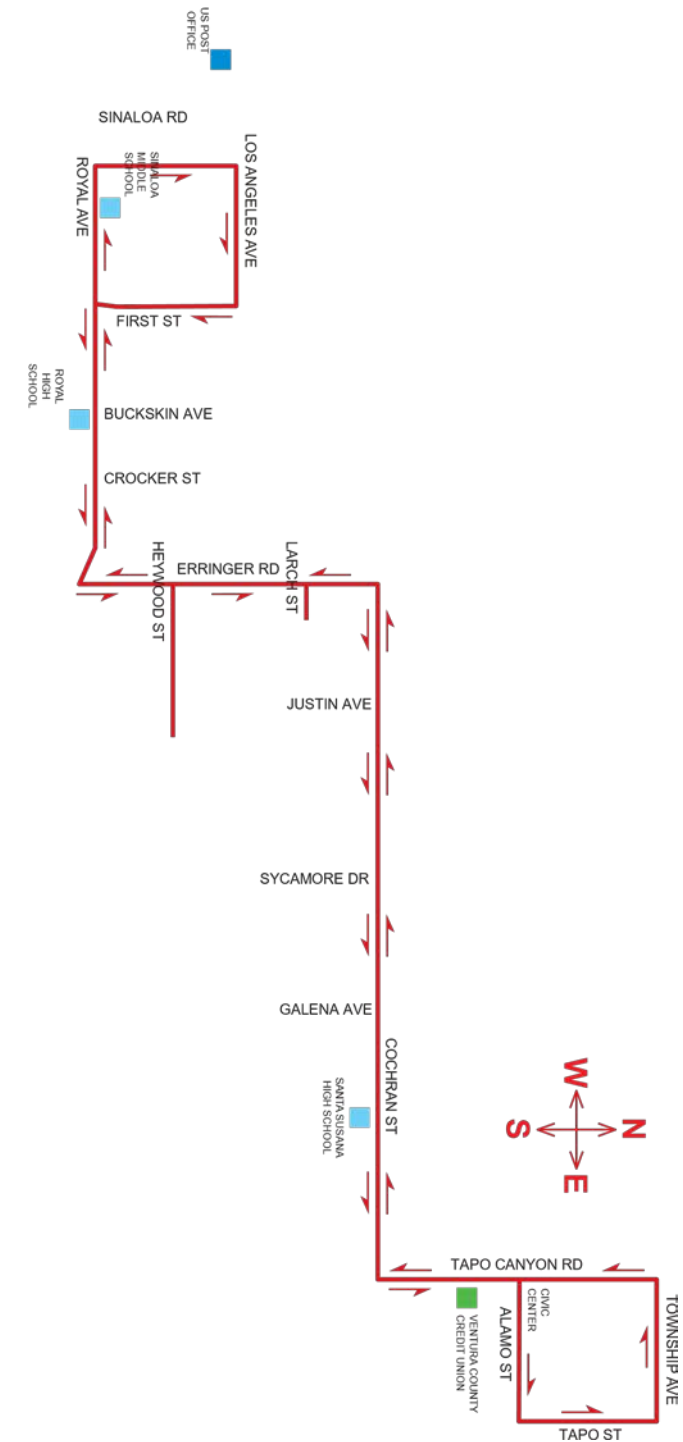 US POST
OFFICE
SINALOA RD
LOS ANGELES AVE
ROYAL AVE
SINALOA
MIDDLE
SCHOOL
FIRST ST
ROYAL
HIGH
SCHOOL
BUCKSKIN AVE
CROCKER ST
HEYWOOD ST
ERRINGER RD
LARCH ST
JUSTIN AVE
SYCAMORE DR
GALENA AVE
COCHRAN ST
SANTA SUSANA
HIGH SCHOOL
W
N
S
E
TAPO CANYON RD
CIVIC
CENTER
ALAMO ST
VENTURA COUNTY
CREDIT UNION
TOWNSHIP AVE
TAPO ST